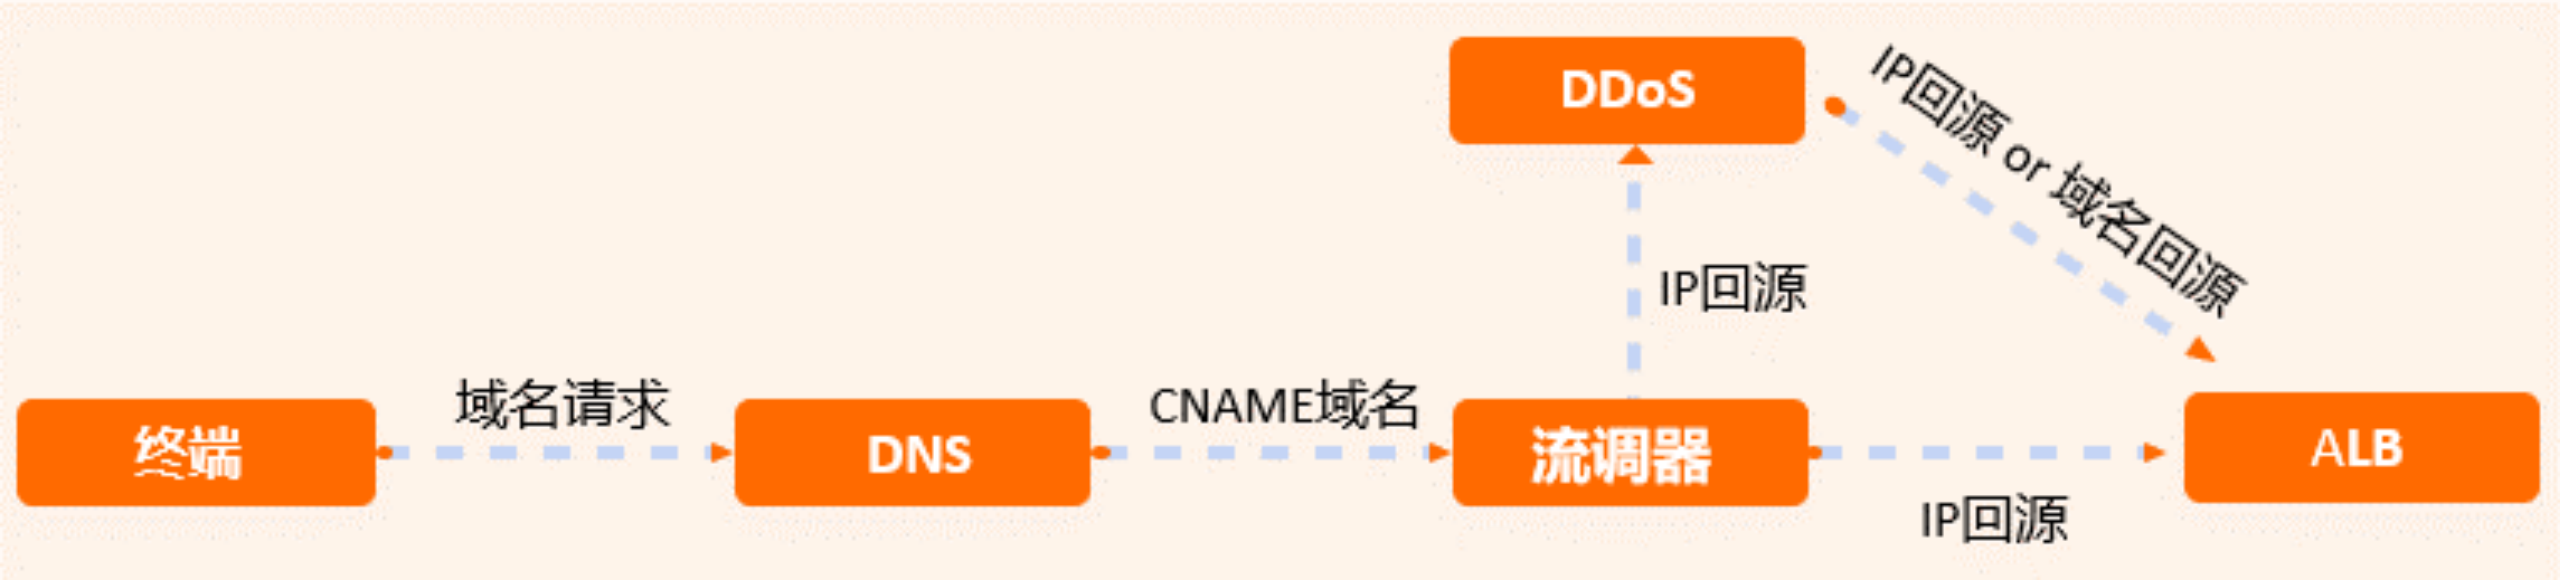 DDoS
IP回源 or 域名回源
IP回源
终端
域名请求
DNS
CNAME域名
流调器
IP回源
ALB